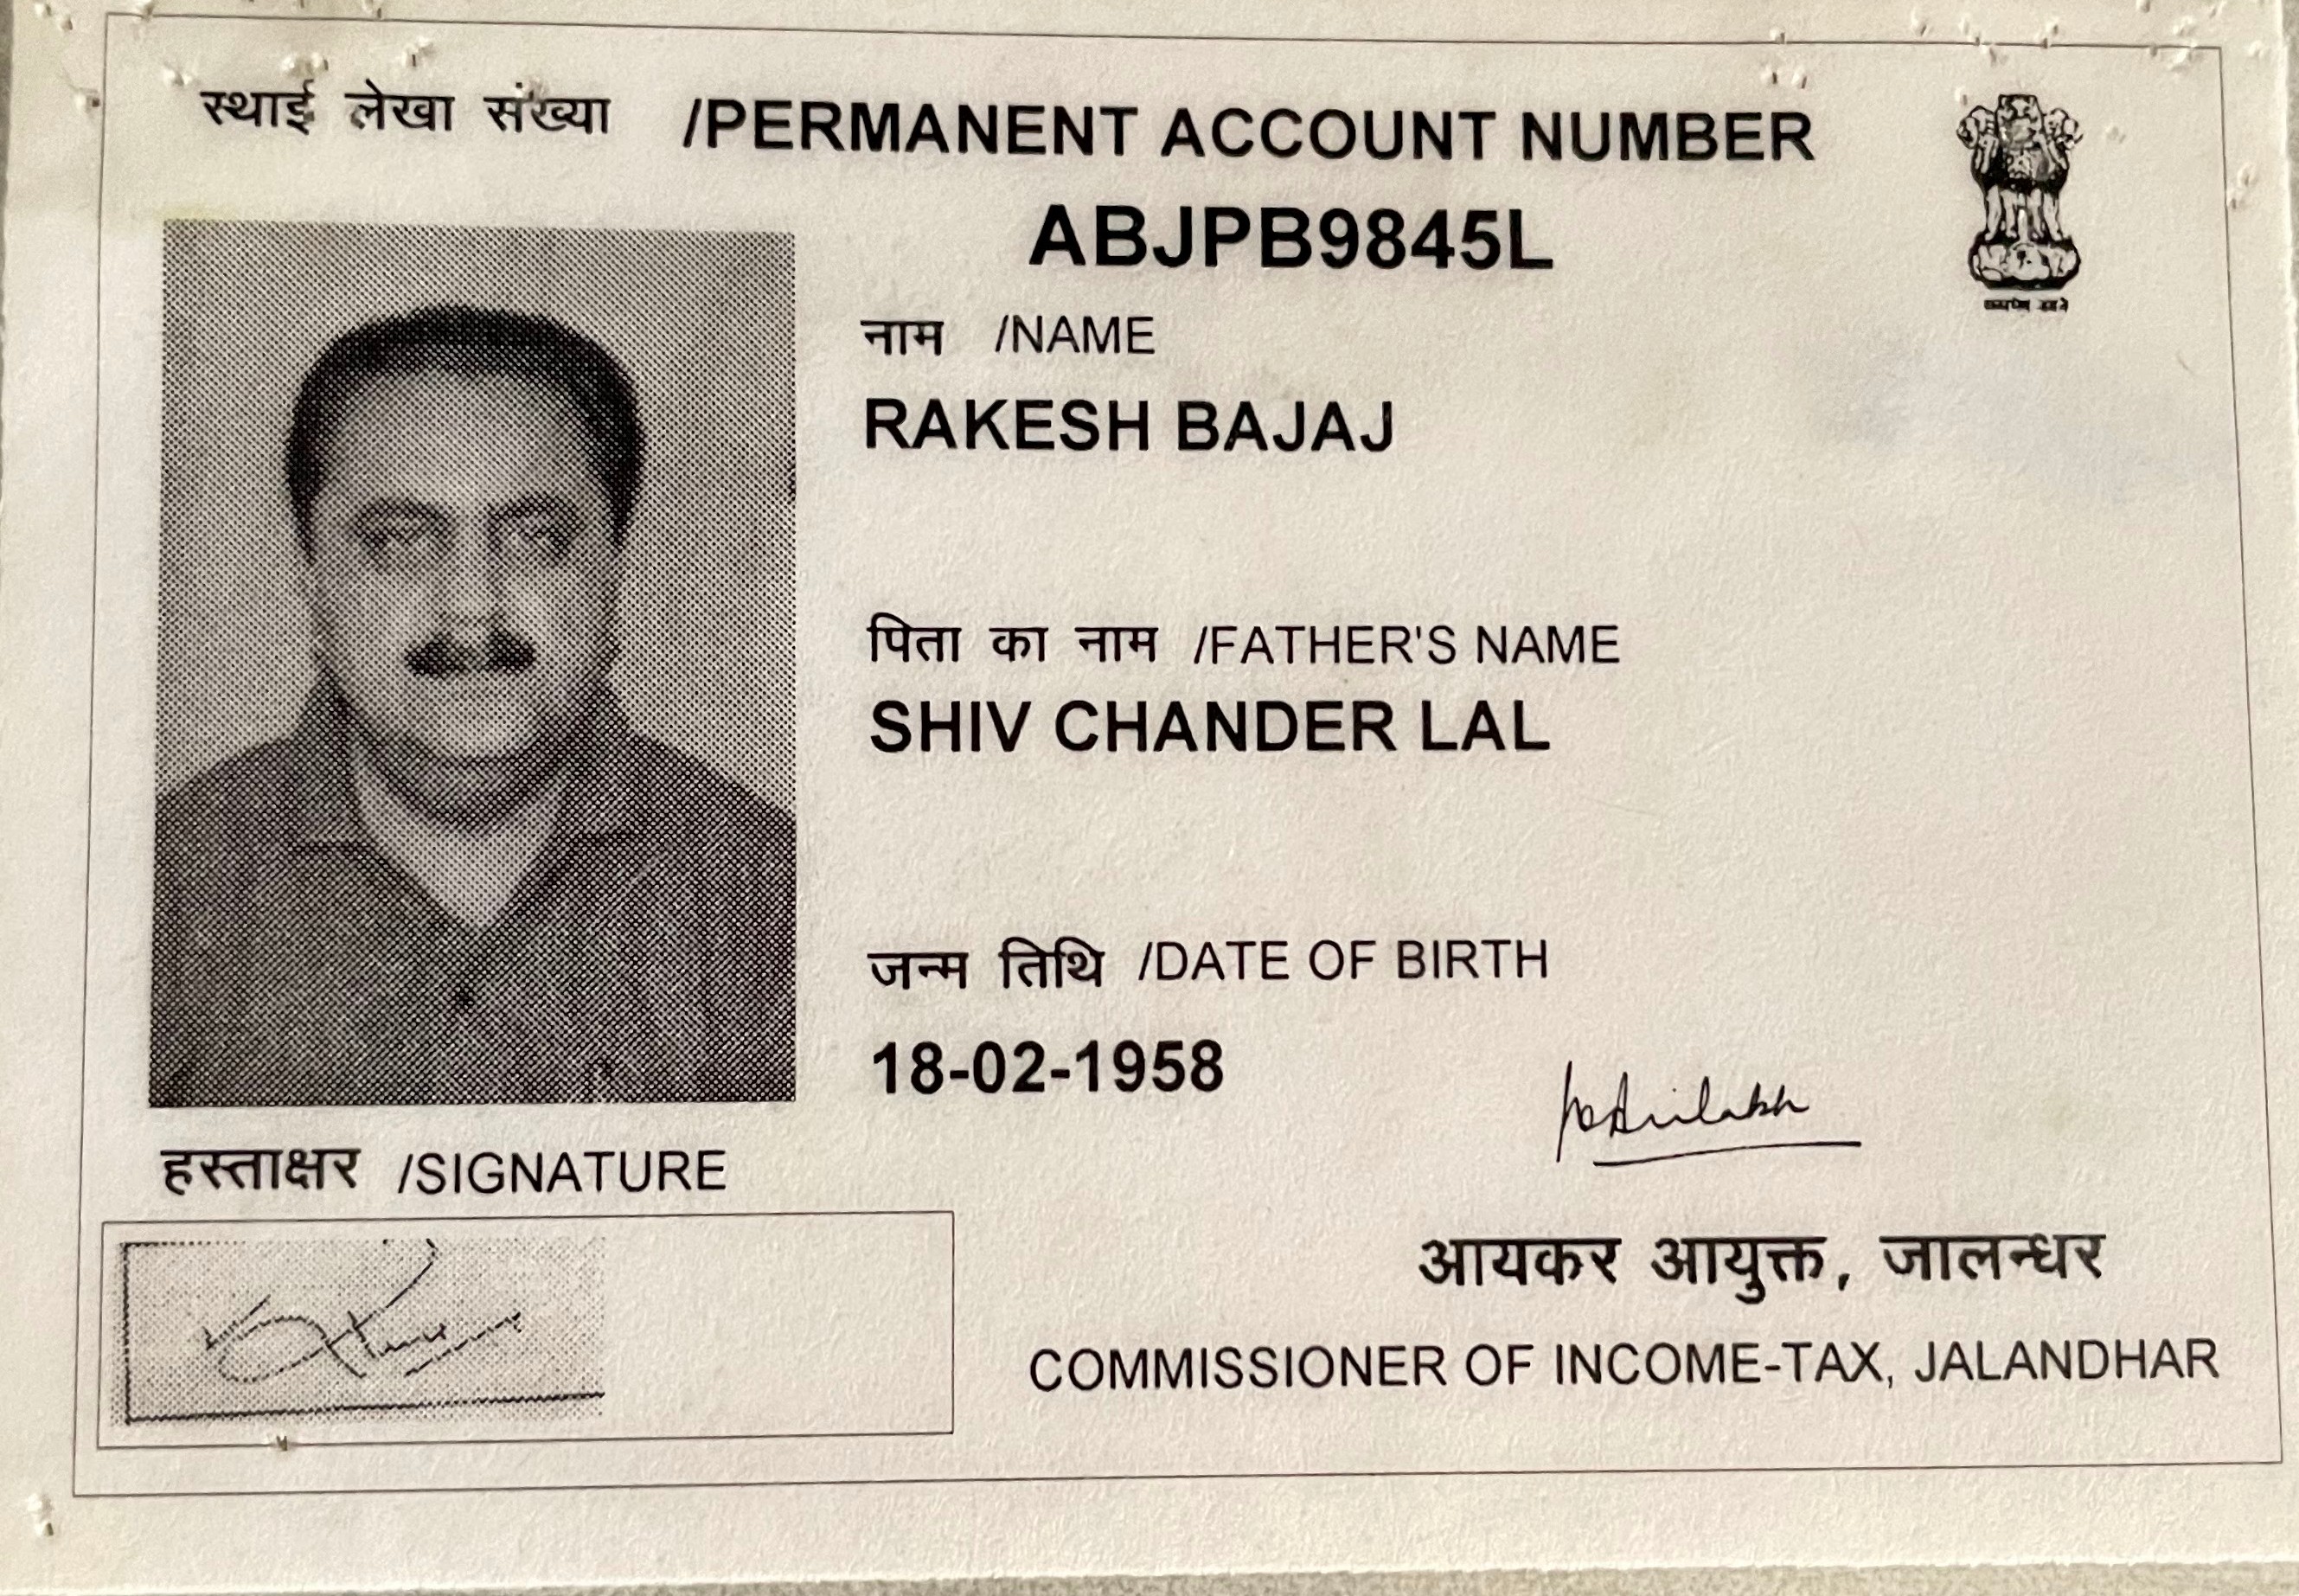 स्थाई लेखा संख्या /PERMANENT ACCOUNT NUMBER
ABJPB9845L
नाम /NAME
RAKESH BAJAJ
पिता का नाम /FATHER'S NAME
SHIV CHANDER LAL
जन्म तिथि /DATE OF BIRTH
18-02-1958
हस्ताक्षर /SIGNATURE
आयकर आयुक्त, जालन्धर
COMMISSIONER OF INCOME-TAX, JALANDHAR